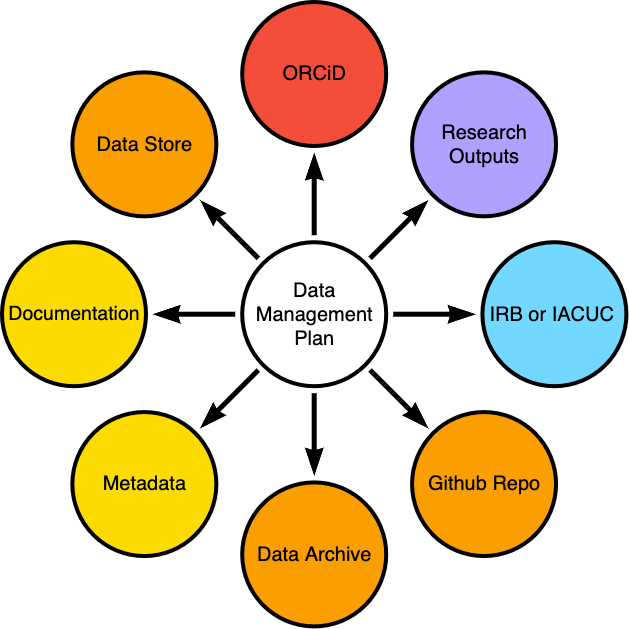 ORCiD
Research
Outputs
Data Store
Documentation
Data
Management
Plan
IRB or IACUC
Metadata
Github Repo
Data Archive